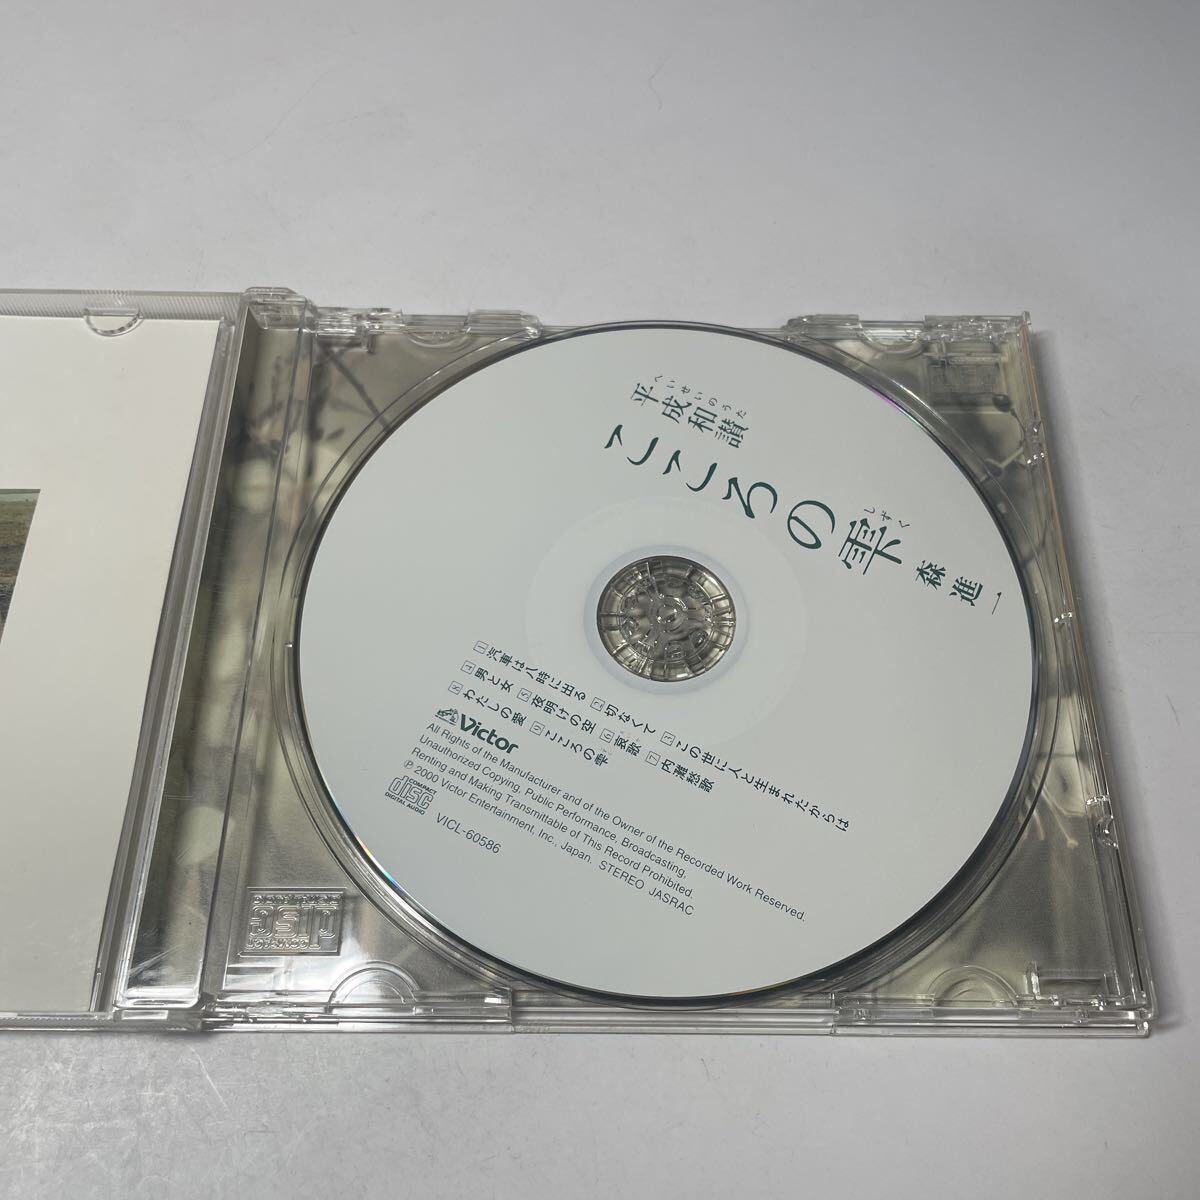 へいせいのうた
平成和讃
こころの雫
しずく
森進一
1 汽車は八時に出る 2 切なくて 3 この世に人と生まれたからは
4 男と女 5 夜明けの空 6 哀歌 7 内灘愁歌
8 わたしの雲 9 こころの雫
Victor
All Rights of the Manufacturer and of the Owner of the Recorded Work Reserved.
Unauthorized Copying, Public Performance, Broadcasting,
Renting and Making Transmittable of This Record Prohibited.
℗ 2000 Victor Entertainment, Inc., Japan. STEREO JASRAC
COMPACT
disc
DIGITAL AUDIO
VICL-60586